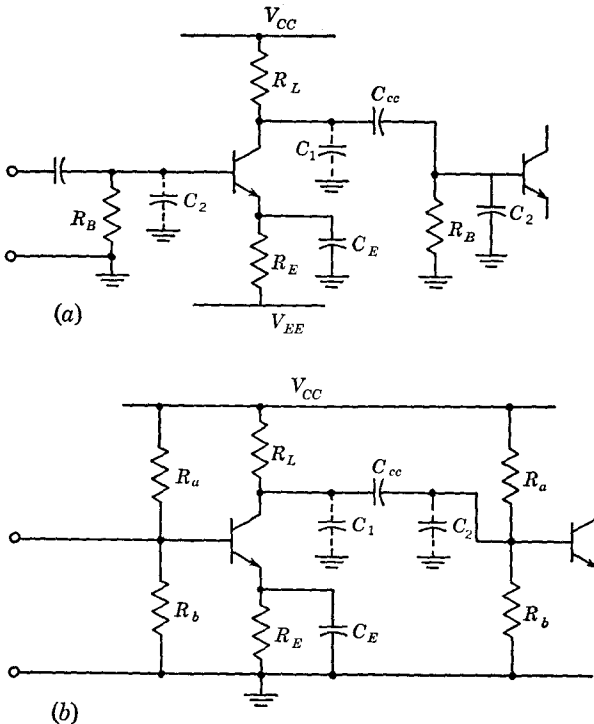 V_CC
R_L
C_cc
C_1
C_2
R_B
C_E
R_E
R_B
C_2
V_EE
(a)
V_CC
R_a
R_L
C_cc
R_a
C_1
C_2
R_b
R_E
C_E
R_b
(b)